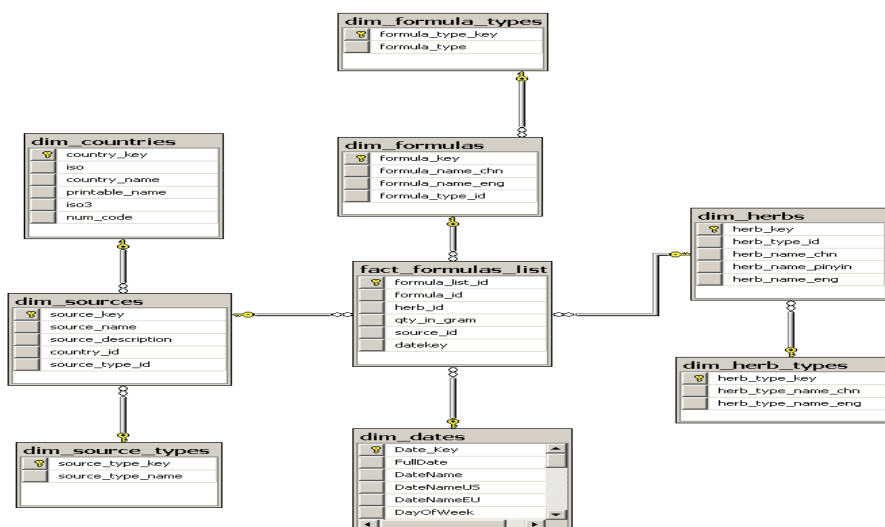 dim_formula_types
formula_type_key
formula_type
dim_countries
country_key
iso
country_name
printable_name
iso3
num_code
dim_formulas
formula_key
formula_name_chn
formula_name_eng
formula_type_id
dim_herbs
herb_key
herb_type_id
herb_name_chn
herb_name_pinyin
herb_name_eng
fact_formulas_list
formula_list_id
formula_id
herb_id
qty_in_gram
source_id
datekey
dim_sources
source_key
source_name
source_description
country_id
source_type_id
dim_herb_types
herb_type_key
herb_type_name_chn
herb_type_name_eng
dim_source_types
source_type_key
source_type_name
dim_dates
Date_Key
FullDate
DateName
DateNameUS
DateNameEU
DayOfWeek